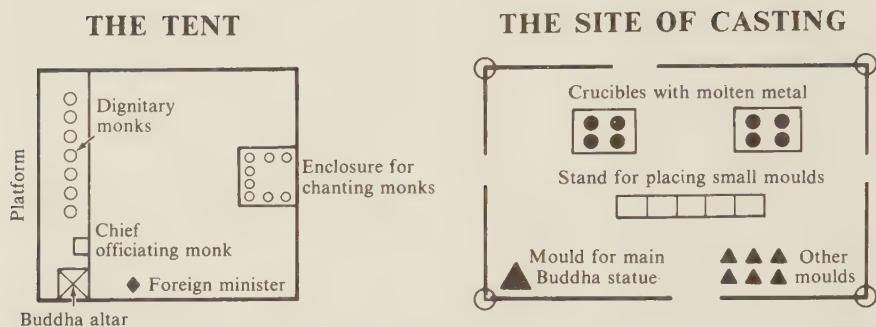 THE TENT
Dignitary
monks
Platform
Enclosure for
chanting monks
Chief
officiating monk
Foreign minister
Buddha altar
THE SITE OF CASTING
Crucibles with molten metal
Stand for placing small moulds
Mould for main
Buddha statue
Other
moulds